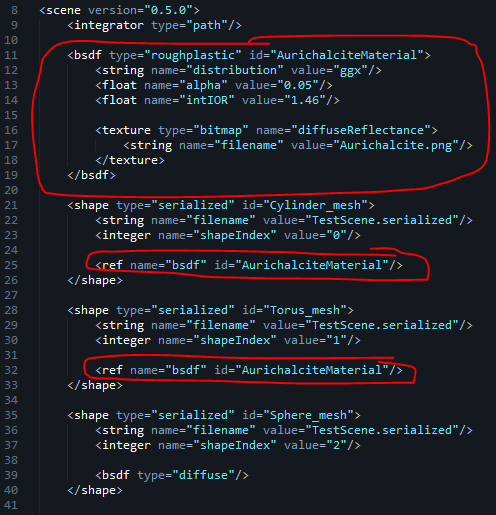 8 <scene version="0.5.0">
9 <integrator type="path"/>
10
11 <bsdf type="roughplastic" id="AurichalciteMaterial">
12 <string name="distribution" value="ggx"/>
13 <float name="alpha" value="0.05"/>
14 <float name="intIOR" value="1.46"/>
15
16 <texture type="bitmap" name="diffuseReflectance">
17 <string name="filename" value="Aurichalcite.png"/>
18 </texture>
19 </bsdf>
20
21 <shape type="serialized" id="Cylinder_mesh">
22 <string name="filename" value="TestScene.serialized"/>
23 <integer name="shapeIndex" value="0"/>
24
25 <ref name="bsdf" id="AurichalciteMaterial"/>
26 </shape>
27
28 <shape type="serialized" id="Torus_mesh">
29 <string name="filename" value="TestScene.serialized"/>
30 <integer name="shapeIndex" value="1"/>
31
32 <ref name="bsdf" id="AurichalciteMaterial"/>
33 </shape>
34
35 <shape type="serialized" id="Sphere_mesh">
36 <string name="filename" value="TestScene.serialized"/>
37 <integer name="shapeIndex" value="2"/>
38
39 <bsdf type="diffuse"/>
40 </shape>
41